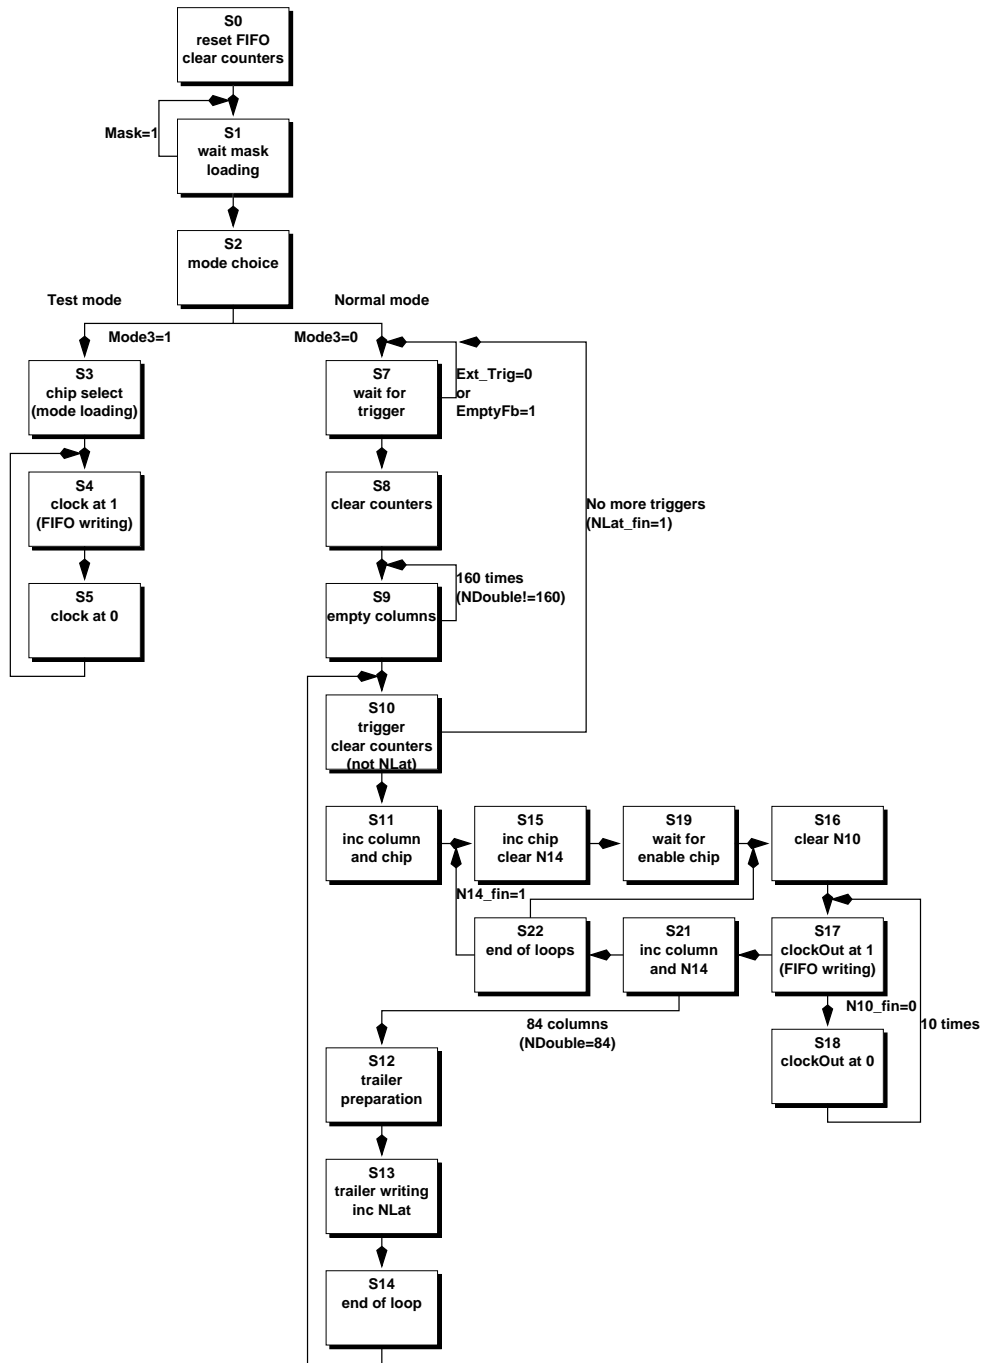 S0
reset FIFO
clear counters
Mask=1
S1
wait mask
loading
S2
mode choice
Test mode
Normal mode
Mode3=1
Mode3=0
S3
chip select
(mode loading)
S7
wait for
trigger
Ext_Trig=0
or
EmptyFb=1
S4
clock at 1
(FIFO writing)
S8
clear counters
No more triggers
(NLat_fin=1)
S5
clock at 0
S9
empty columns
160 times
(NDouble!=160)
S10
trigger
clear counters
(not NLat)
S11
inc column
and chip
S15
inc chip
clear N14
S19
wait for
enable chip
S16
clear N10
N14_fin=1
S22
end of loops
S21
inc column
and N14
S17
clockOut at 1
(FIFO writing)
N10_fin=0
10 times
84 columns
(NDouble=84)
S18
clockOut at 0
S12
trailer
preparation
S13
trailer writing
inc NLat
S14
end of loop